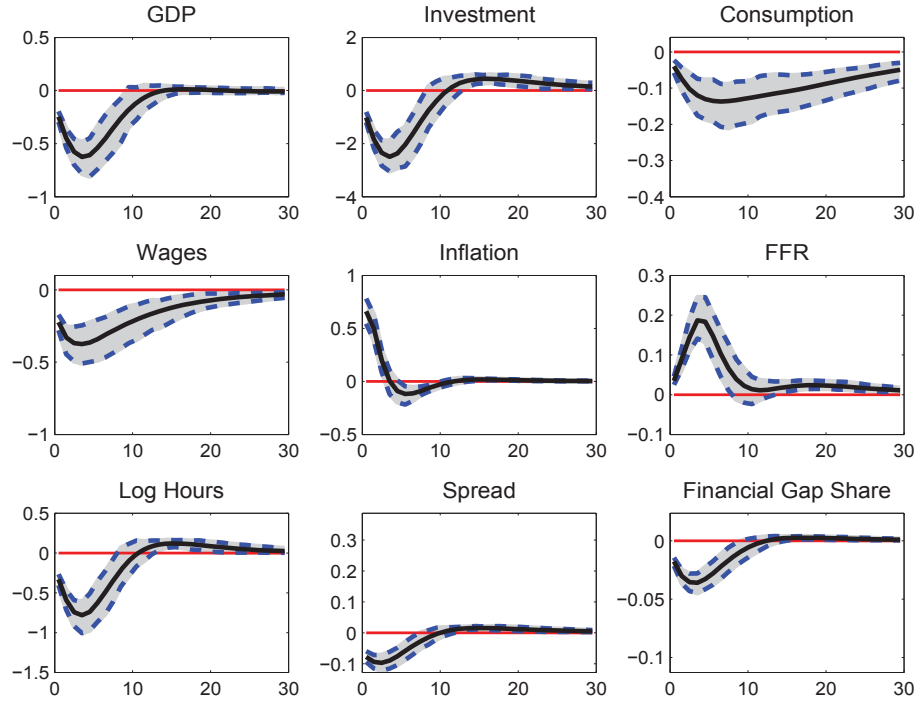 GDP Investment Consumption
0.5 2 0
0 0 −0.1
−0.5 −2 −0.2
−0.3
−1 −4 −0.4
0 10 20 30 0 10 20 30 0 10 20 30
Wages Inflation FFR
0 1 0.3
0.5 0.2
−0.5 0 0.1
0
−1 −0.5 −0.1
0 10 20 30 0 10 20 30 0 10 20 30
Log Hours Spread Financial Gap Share
0.5 0.3 0
0 0.2
−0.5 0.1 −0.05
−1 0
−1.5 −0.1 −0.1
0 10 20 30 0 10 20 30 0 10 20 30